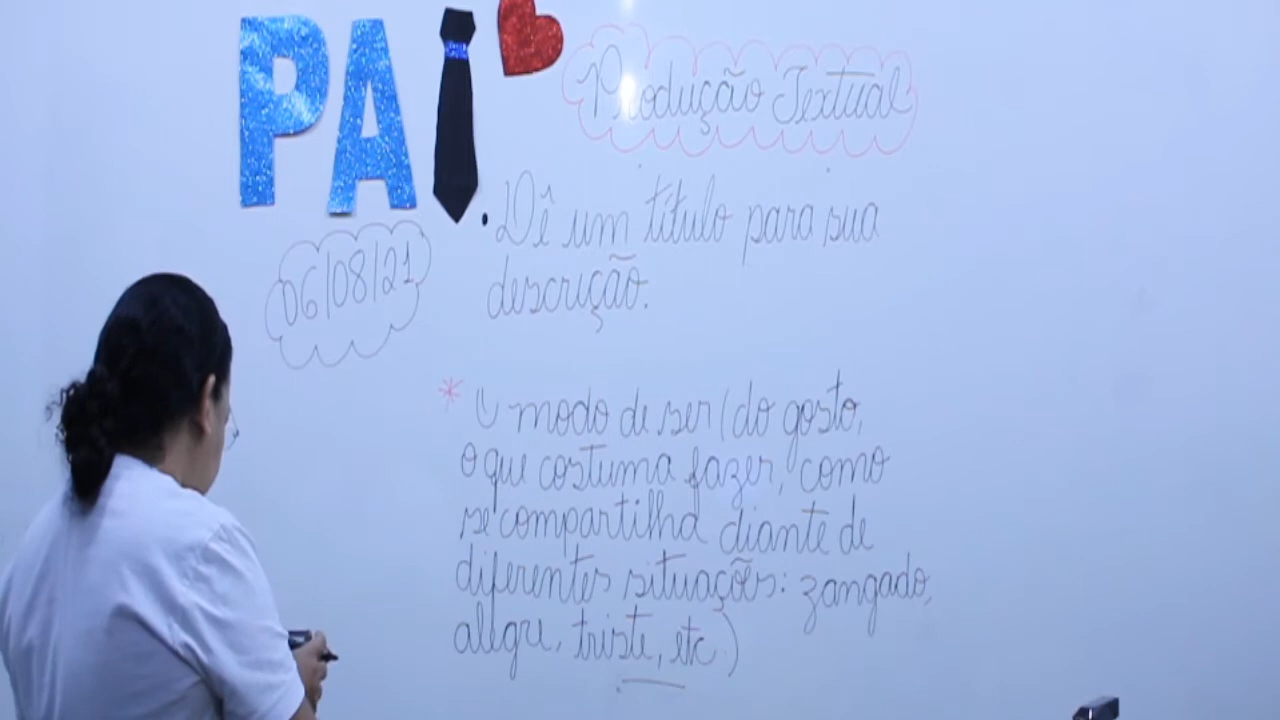 PAI
Produção Textual
06/08/21
. Dê um título para sua
descrição.
* O modo de ser (do gosto,
o que costuma fazer, como
se compartilha diante de
diferentes situações: zangado,
alegre, triste, etc.)